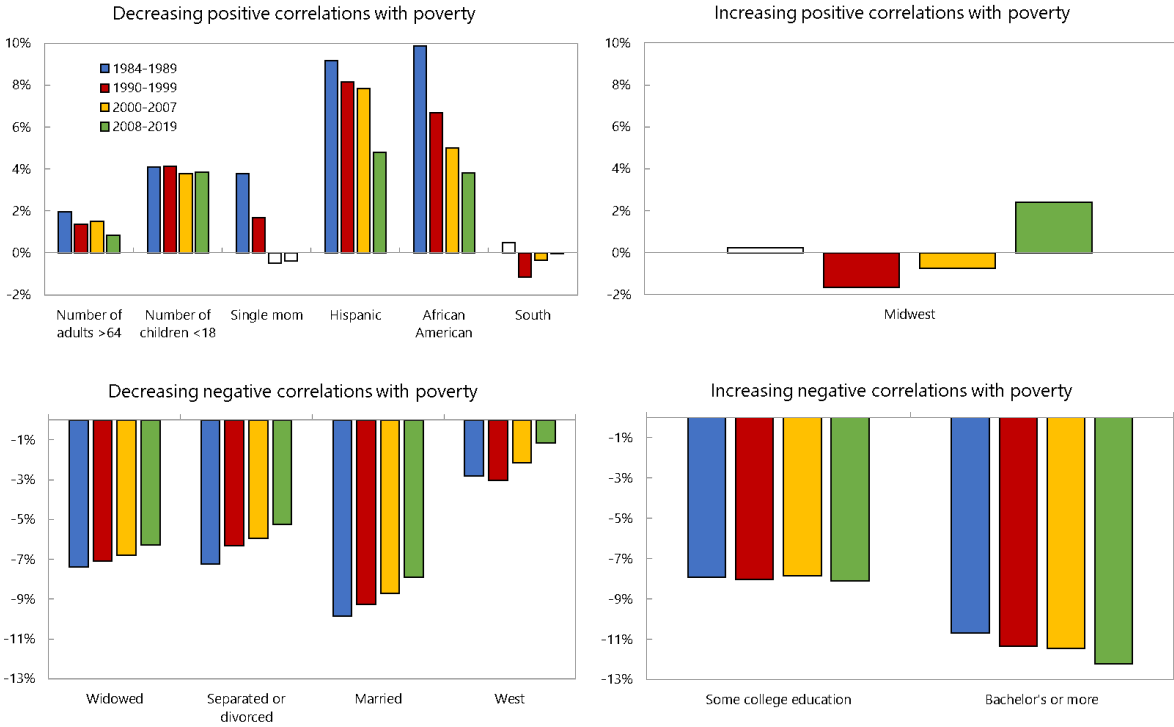 Decreasing positive correlations with poverty
10%
8%
6%
4%
2%
0%
-2%
1984-1989
1990-1999
2000-2007
2008-2019
Number of adults >64
Number of children <18
Single mom
Hispanic
African American
South
Increasing positive correlations with poverty
10%
8%
6%
4%
2%
0%
-2%
Midwest
Decreasing negative correlations with poverty
-1%
-3%
-5%
-7%
-9%
-11%
-13%
Widowed
Separated or divorced
Married
West
Increasing negative correlations with poverty
-1%
-3%
-5%
-7%
-9%
-11%
-13%
Some college education
Bachelor's or more